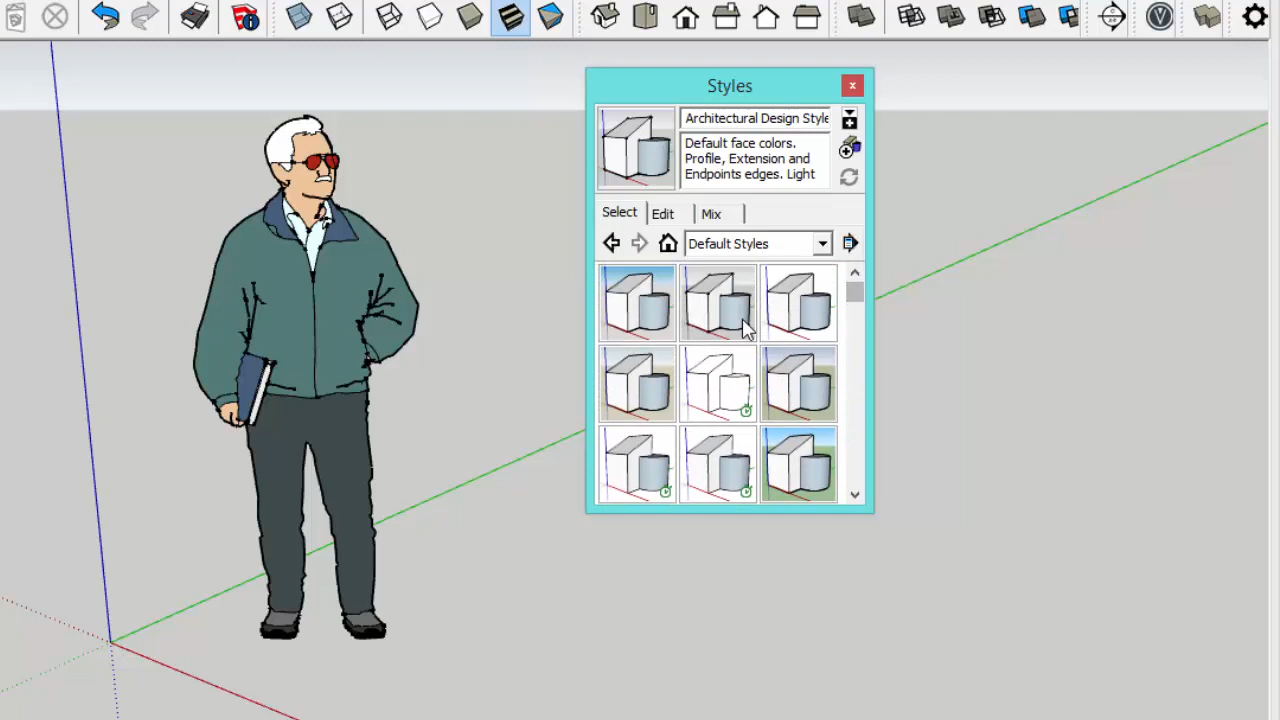 Styles
Architectural Design Style
Default face colors.
Profile, Extension and
Endpoints edges. Light
Select Edit Mix
Default Styles